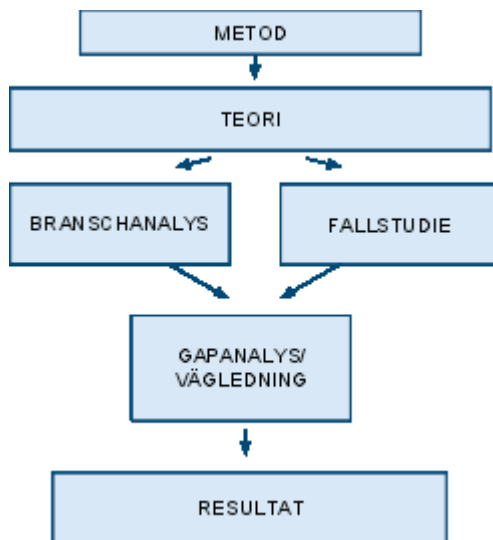 METOD
TEORI
BRANSCHANALYS
FALLSTUDIE
GAPANALYS/
VÄGLEDNING
RESULTAT